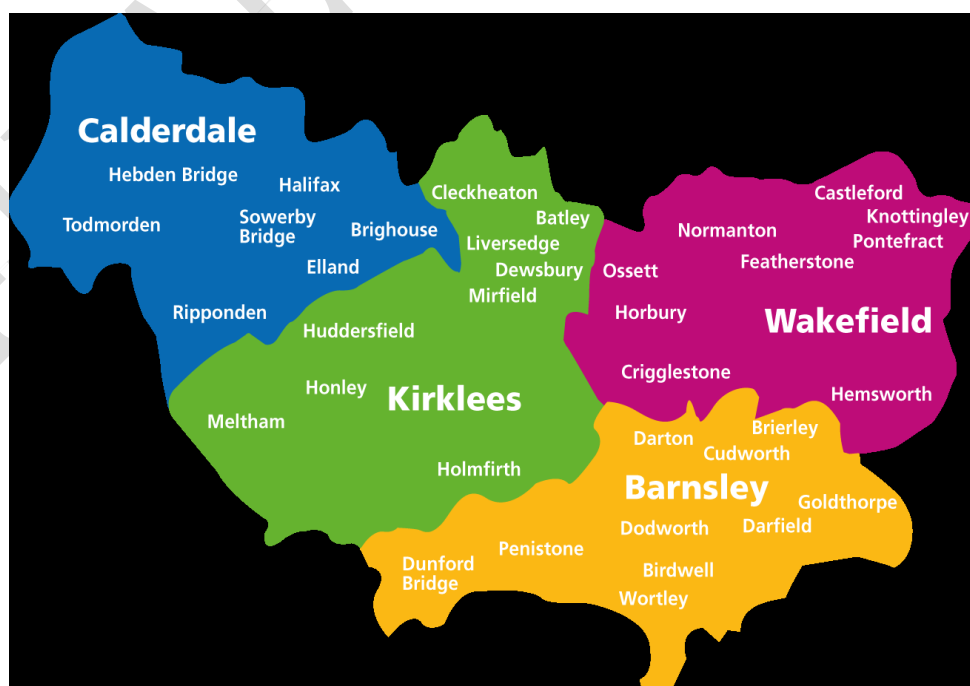 Calderdale
Hebden Bridge
Halifax
Todmorden
Sowerby
Bridge
Brighouse
Elland
Ripponden
Cleckheaton
Batley
Liversedge
Dewsbury
Mirfield
Huddersfield
Honley
Kirklees
Meltham
Holmfirth
Castleford
Knottingley
Normanton
Pontefract
Featherstone
Ossett
Horbury
Wakefield
Crigglestone
Hemsworth
Brierley
Darton
Cudworth
Barnsley
Goldthorpe
Dodworth
Darfield
Penistone
Dunford
Bridge
Birdwell
Wortley